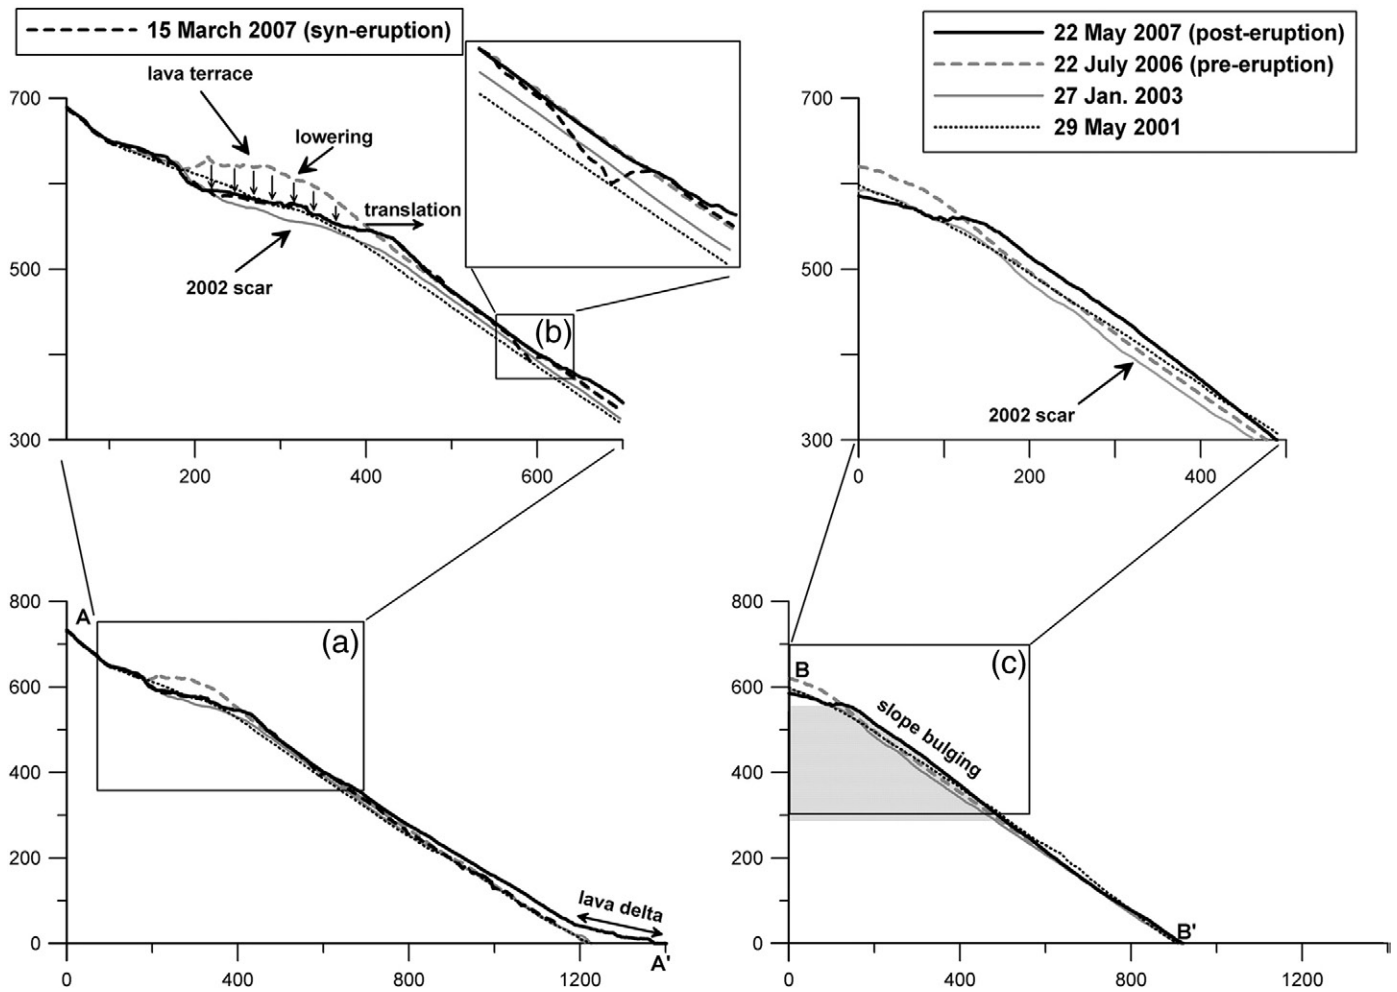 15 March 2007 (syn-eruption)
22 May 2007 (post-eruption)
22 July 2006 (pre-eruption)
27 Jan. 2003
29 May 2001
lava terrace
lowering
translation
2002 scar
(b)
700
500
300
200
400
600
2002 scar
700
500
300
0
200
400
A
(a)
lava delta
A'
800
600
400
200
0
0
200
400
600
800
1000
1200
B
(c)
slope bulging
B'
800
600
400
200
0
0
400
800
1200